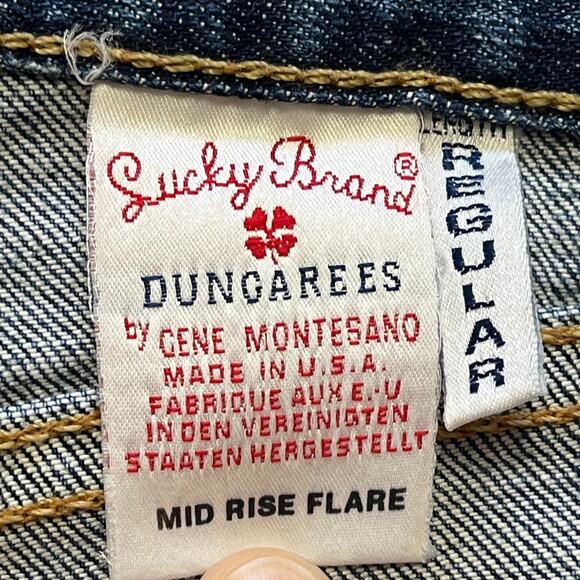 Lucky Brand®
DUNGAREES
by GENE MONTESANO
MADE IN U.S.A.
FABRIQUE AUX E.-U
IN DEN VEREINIGTEN
STAATEN HERGESTELLT
MID RISE FLARE
LENGTH
REGULAR